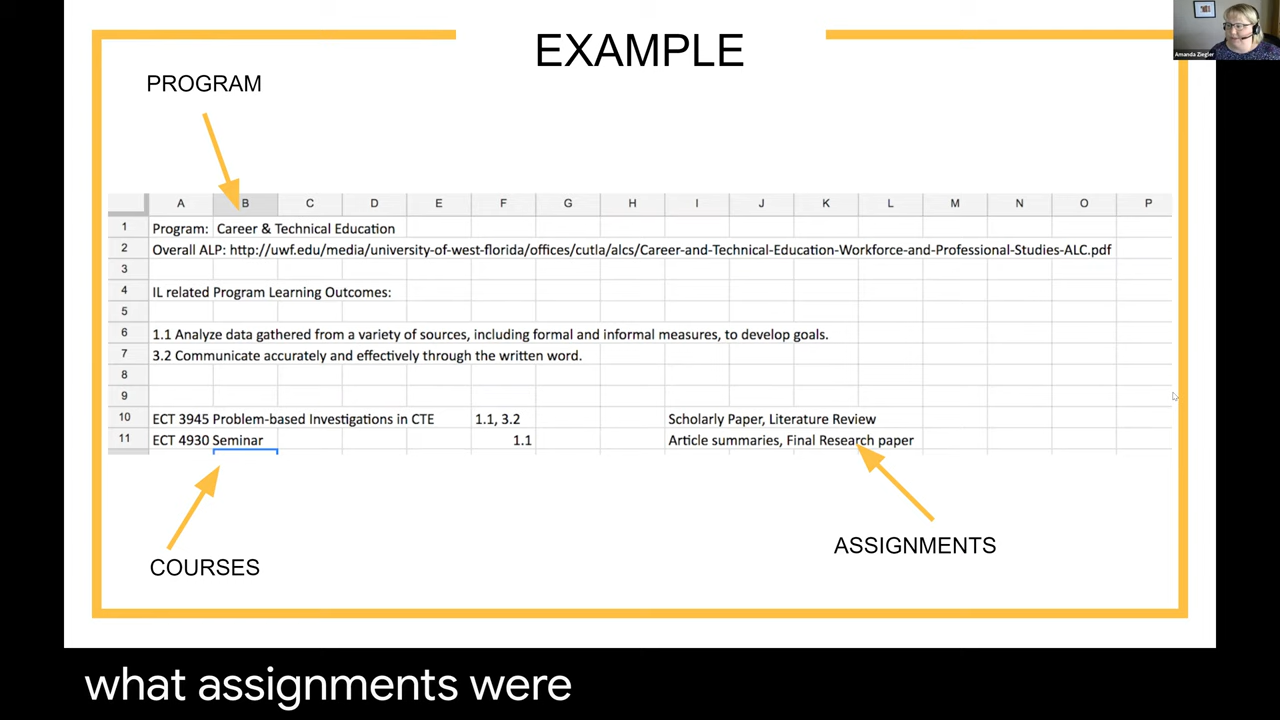 EXAMPLE
Amanda Ziegler
PROGRAM
A B C D E F G H I J K L M N O P
1 Program: Career & Technical Education
2 Overall ALP: http://uwf.edu/media/university-of-west-florida/offices/cutla/alcs/Career-and-Technical-Education-Workforce-and-Professional-Studies-ALC.pdf
3
4 IL related Program Learning Outcomes:
5
6 1.1 Analyze data gathered from a variety of sources, including formal and informal measures, to develop goals.
7 3.2 Communicate accurately and effectively through the written word.
8
9
10 ECT 3945 Problem-based Investigations in CTE 1.1, 3.2 Scholarly Paper, Literature Review
11 ECT 4930 Seminar 1.1 Article summaries, Final Research paper
ASSIGNMENTS
COURSES
what assignments were